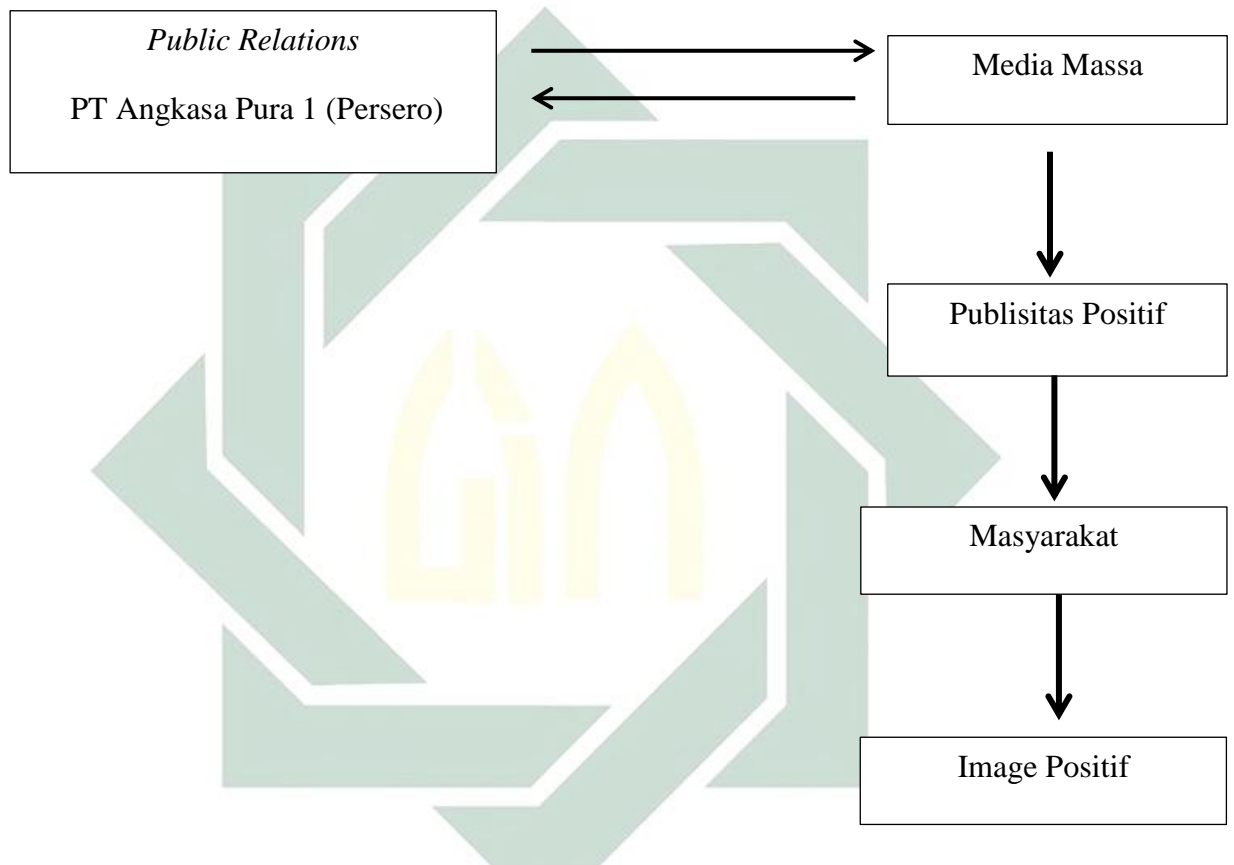 Public Relations
PT Angkasa Pura 1 (Persero)
Media Massa
Publisitas Positif
Masyarakat
Image Positif